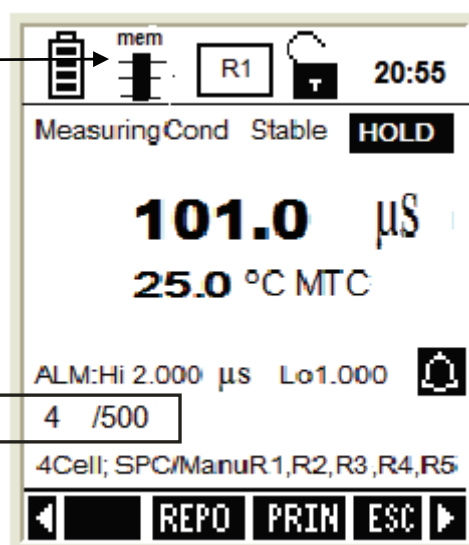 mem
R1 20:55
MeasuringCond Stable HOLD
101.0 µS
25.0 °C MTC
ALM:Hi 2.000 µs Lo1.000
4 /500
4Cell; SPC/ManuR1,R2,R3,R4,R5
REPO PRIN ESC